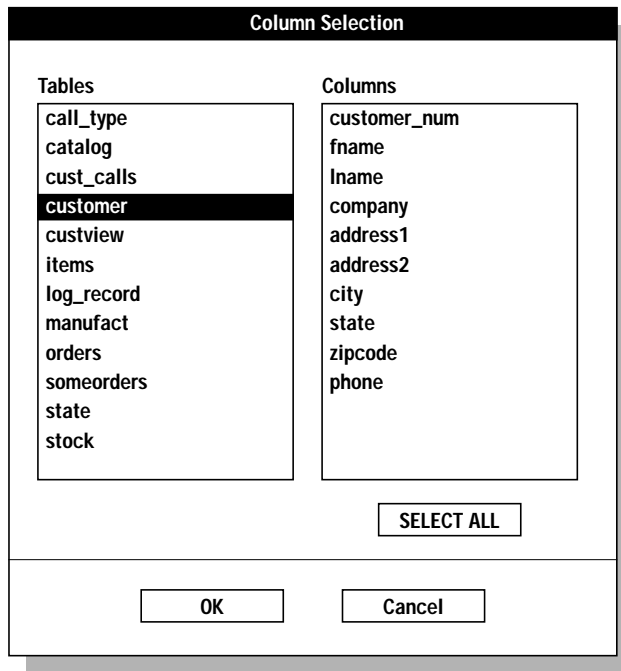 Column Selection
Tables
call_type
catalog
cust_calls
customer
custview
items
log_record
manufact
orders
someorders
state
stock
Columns
customer_num
fname
lname
company
address1
address2
city
state
zipcode
phone
SELECT ALL
OK
Cancel